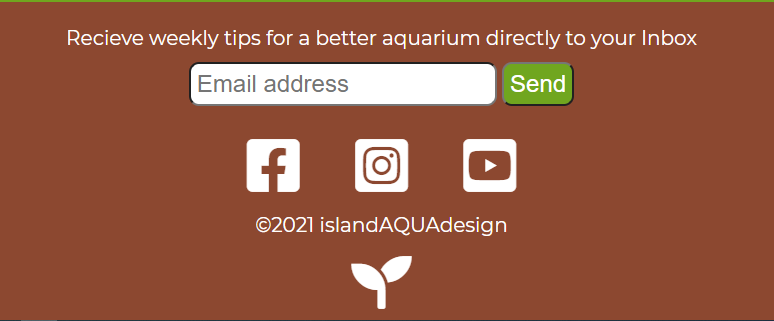 Recieve weekly tips for a better aquarium directly to your Inbox
Email address Send
©2021 islandAQUAdesign